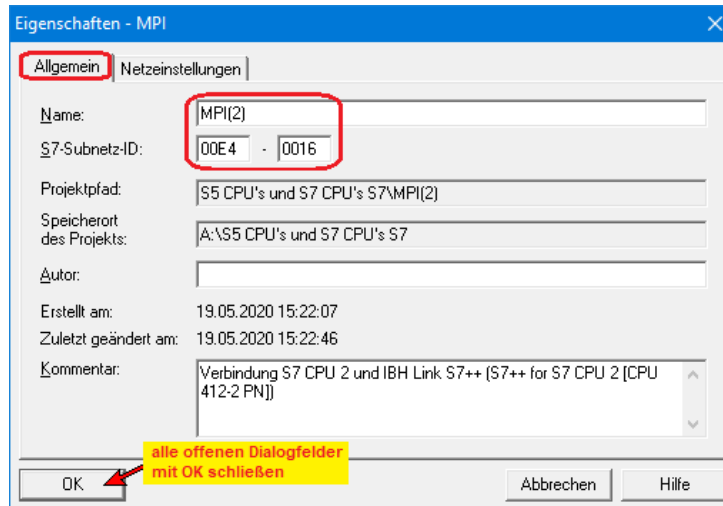 Eigenschaften - MPI
Allgemein
Netzeinstellungen
Name:
MPI(2)
S7-Subnetz-ID:
00E4 - 0016
Projektpfad:
S5 CPU's und S7 CPU's S7\MPI(2)
Speicherort
des Projekts:
A:\S5 CPU's und S7 CPU's S7
Autor:
Erstellt am:
19.05.2020 15:22:07
Zuletzt geändert am:
19.05.2020 15:22:46
Kommentar:
Verbindung S7 CPU 2 und IBH Link S7++ (S7++ for S7 CPU 2 [CPU
412-2 PN])
alle offenen Dialogfelder
mit OK schließen
OK
Abbrechen
Hilfe